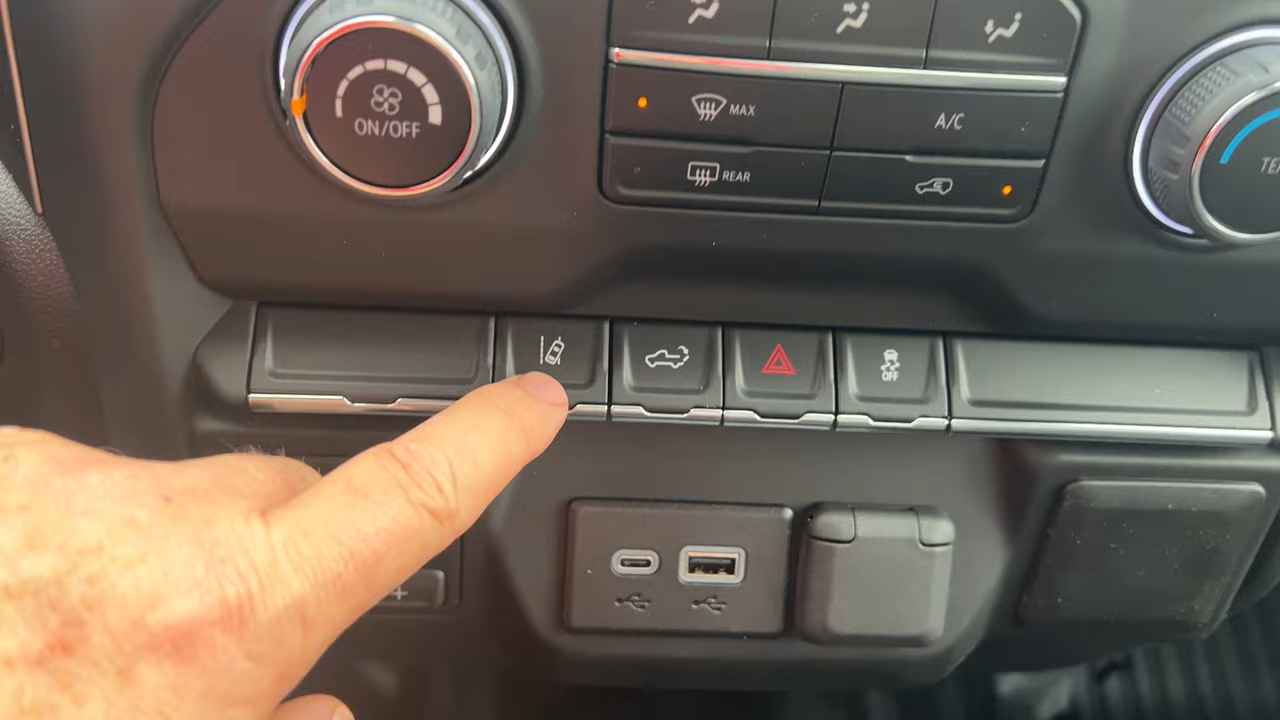 ON/OFF
MAX
A/C
REAR
TE
OFF
+